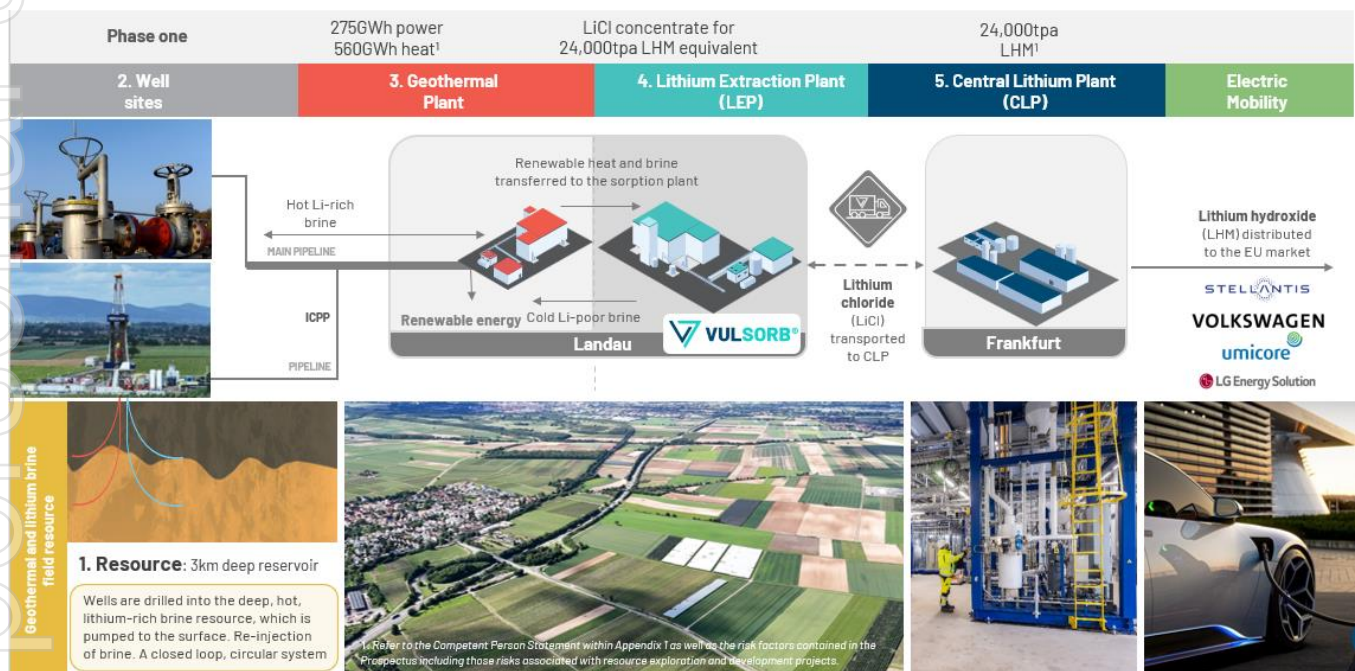 Phase one
275GWh power
560GWh heat¹
LiCl concentrate for
24,000tpa LHM equivalent
24,000tpa
LHM¹
2. Well
sites
3. Geothermal
Plant
4. Lithium Extraction Plant
(LEP)
5. Central Lithium Plant
(CLP)
Electric
Mobility
Renewable heat and brine
transferred to the sorption plant
Hot Li-rich
brine
MAIN PIPELINE
ICPP
PIPELINE
Renewable energy
Cold Li-poor brine
VULSORB®
Landau
Lithium
chloride
(LiCl)
transported
to CLP
Frankfurt
Lithium hydroxide
(LHM) distributed
to the EU market
STELLANTIS
VOLKSWAGEN
umicore
LG Energy Solution
Geothermal and lithium brine
field resource
1. Resource: 3km deep reservoir
Wells are drilled into the deep, hot,
lithium-rich brine resource, which is
pumped to the surface. Re-injection
of brine. A closed loop, circular system
1. Refer to the Competent Person Statement within Appendix 1 as well as the risk factors contained in the
Prospectus including those risks associated with resource exploration and development projects.